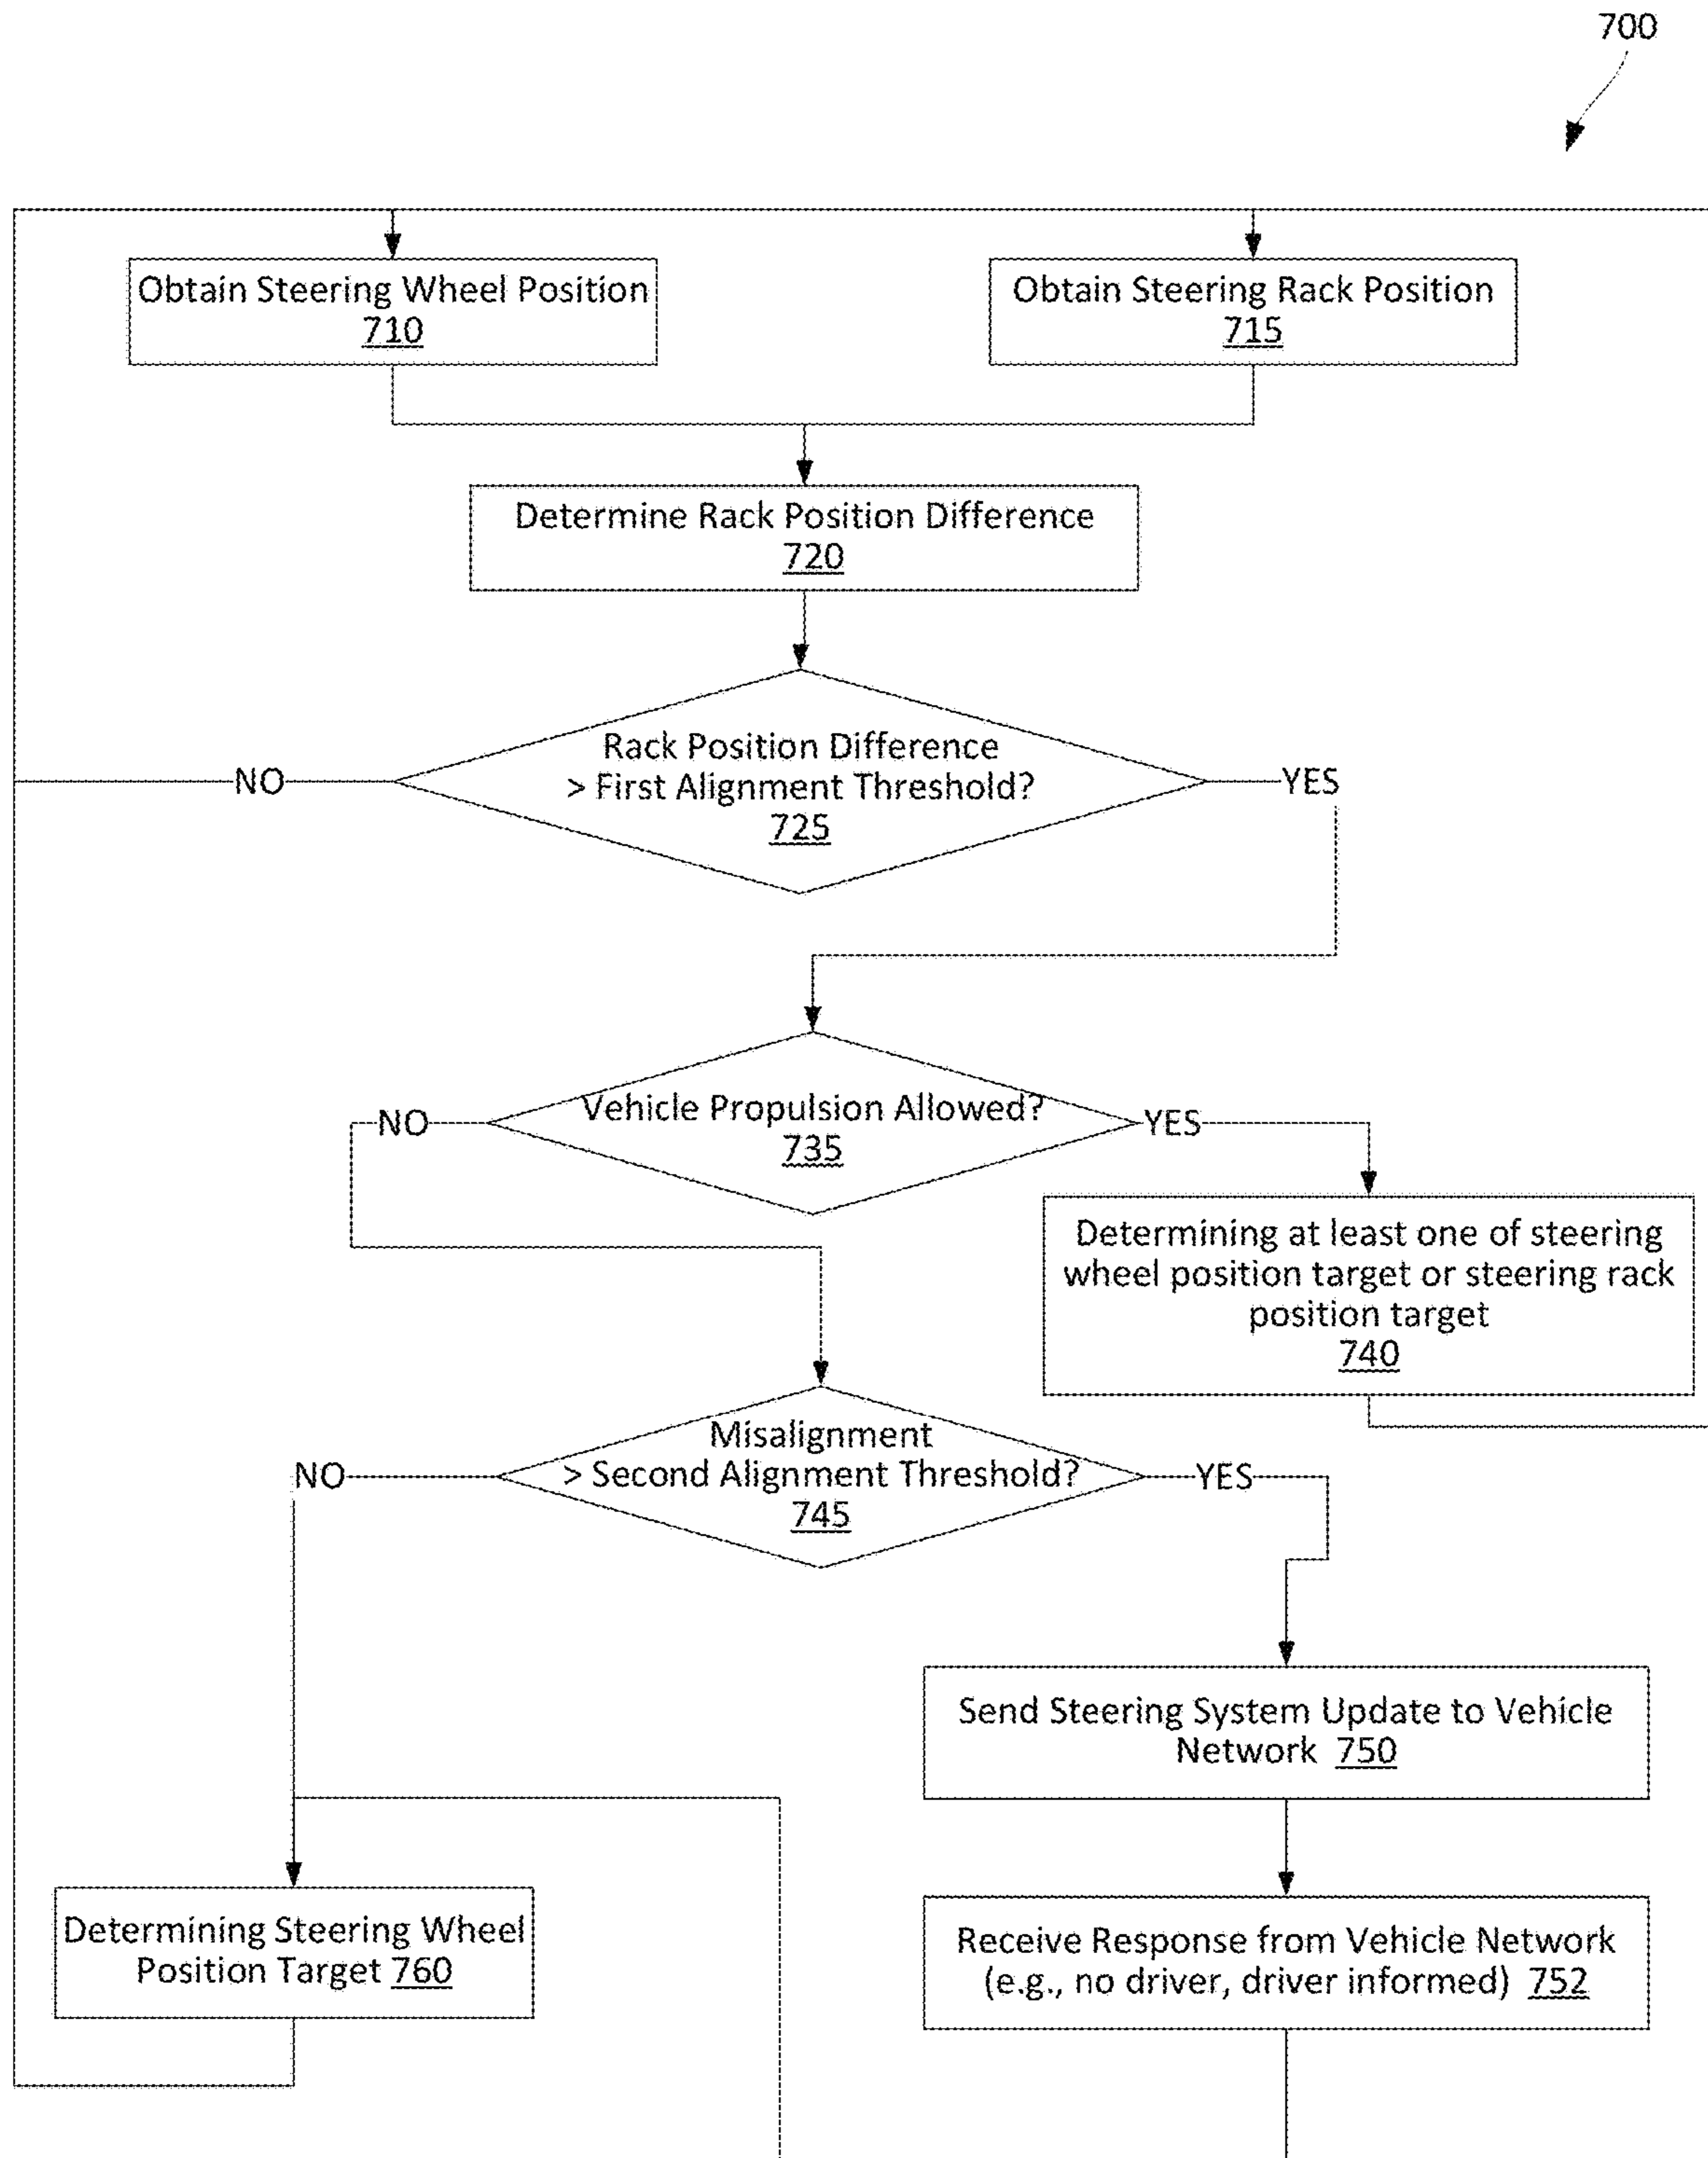 700
Obtain Steering Wheel Position
710
Obtain Steering Rack Position
715
Determine Rack Position Difference
720
Rack Position Difference
> First Alignment Threshold?
725
NO
YES
Vehicle Propulsion Allowed?
735
NO
YES
Determining at least one of steering
wheel position target or steering rack
position target
740
Misalignment
> Second Alignment Threshold?
745
NO
YES
Send Steering System Update to Vehicle
Network 750
Determining Steering Wheel
Position Target 760
Receive Response from Vehicle Network
(e.g., no driver, driver informed) 752